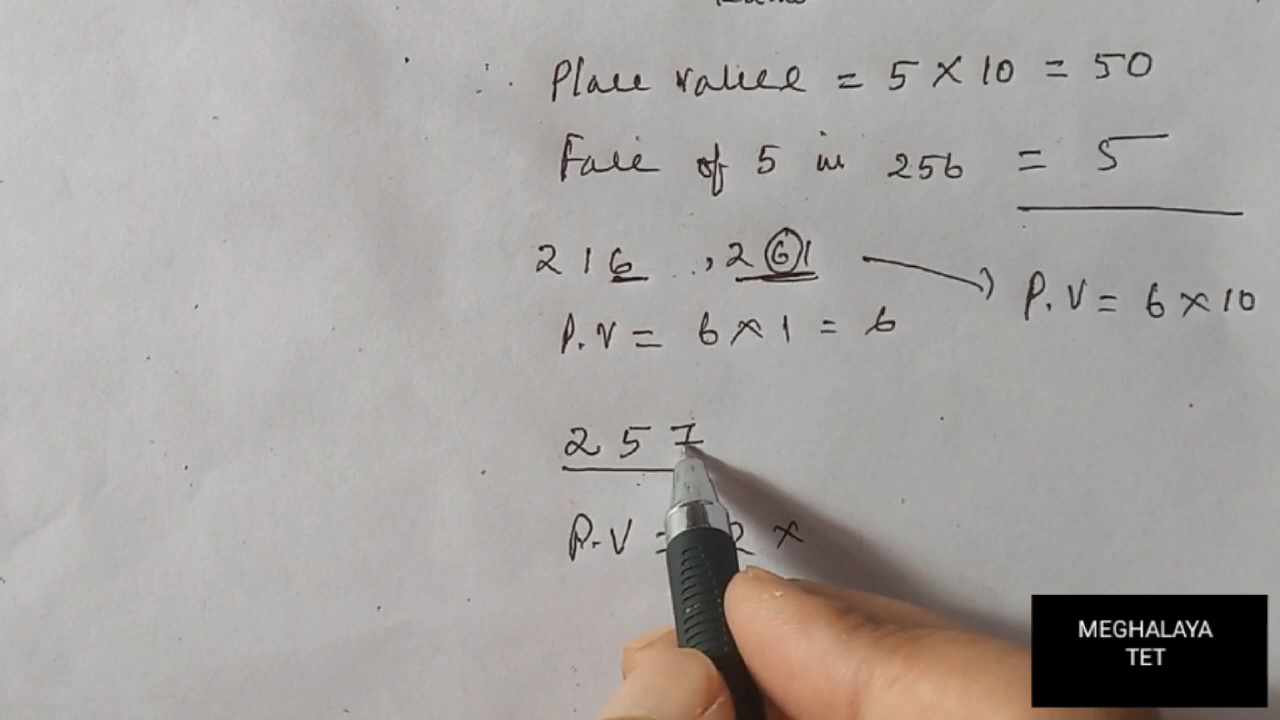 ∴ Place value = 5 × 10 = 50
Face of 5 in 256 = 5
216 , 261 → P.V = 6 × 10
P.V = 6 × 1 = 6
257
P.V = 2 ×
MEGHALAYA
TET